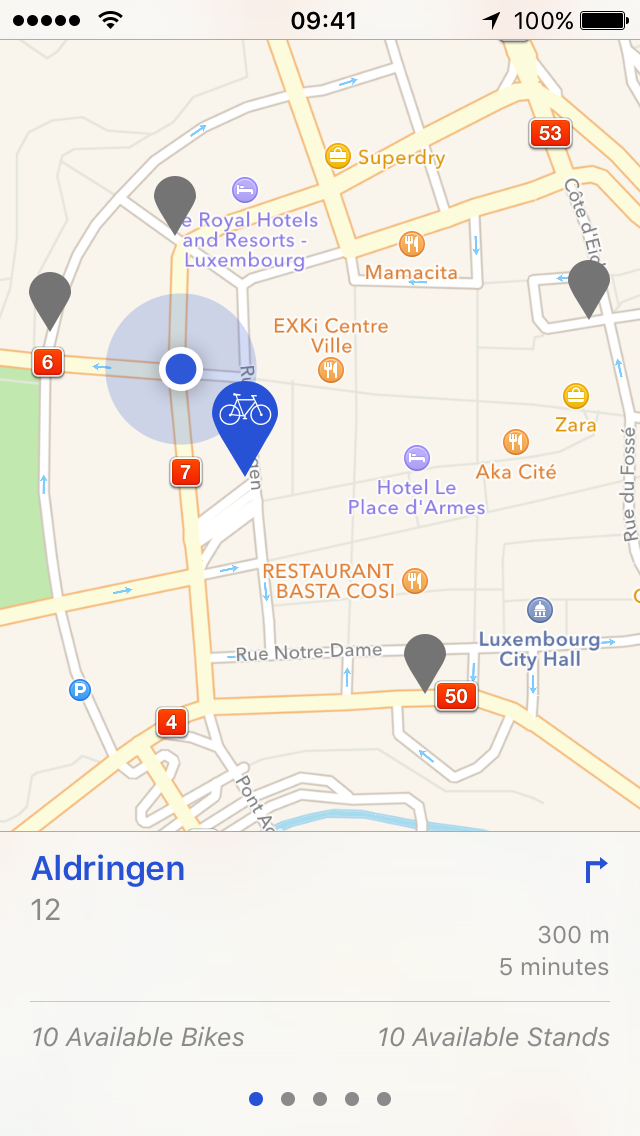 09:41
100%
53
Superdry
e Royal Hotels
and Resorts -
Luxembourg
Côte d'Eic
Mamacita
EXKi Centre
Ville
6
Zara
Aka Cité
7
Hotel Le
Place d'Armes
Rue du Fossé
RESTAURANT
BASTA COSI
Luxembourg
City Hall
Rue Notre-Dame
P
50
4
Pont
Aldringen
12
300 m
5 minutes
10 Available Bikes
10 Available Stands